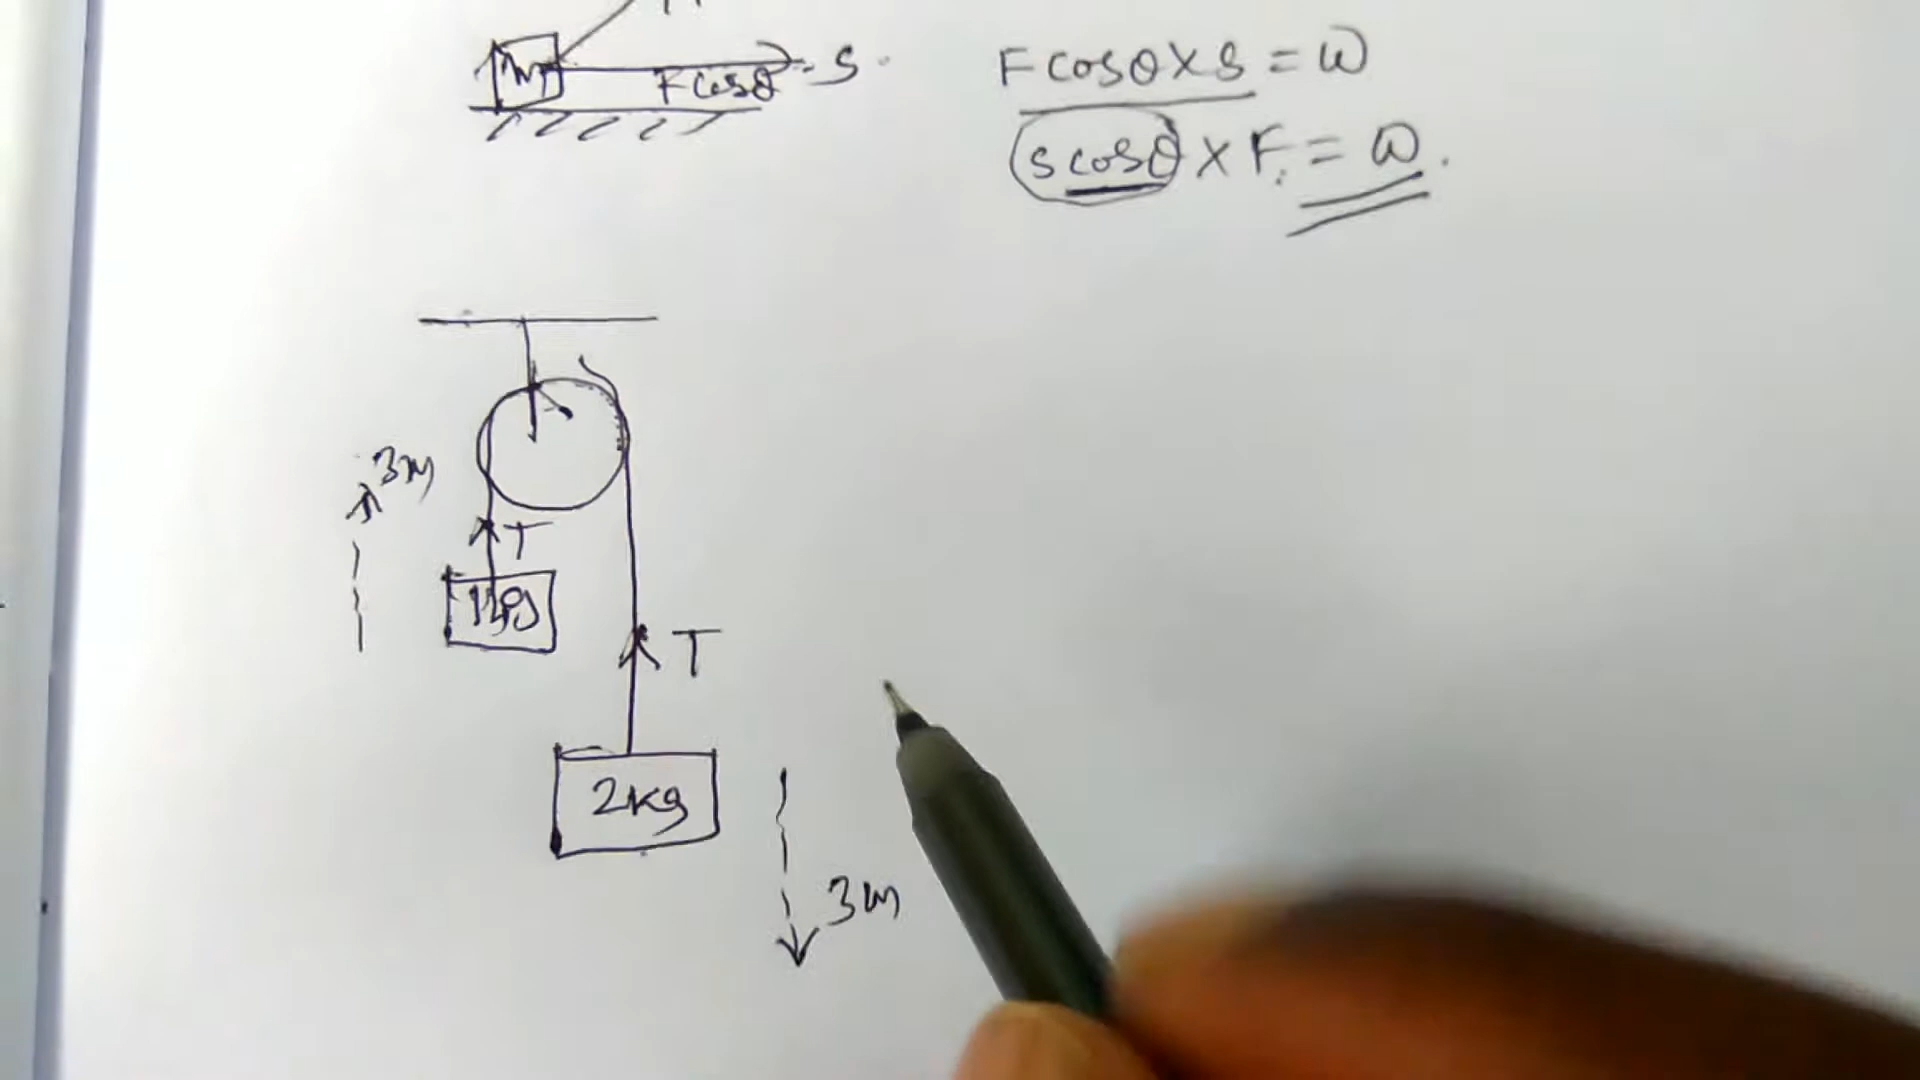 m
F cosθ
S
F cosθ × s = W
s cosθ × F = W
3m
T
1kg
T
2kg
3m